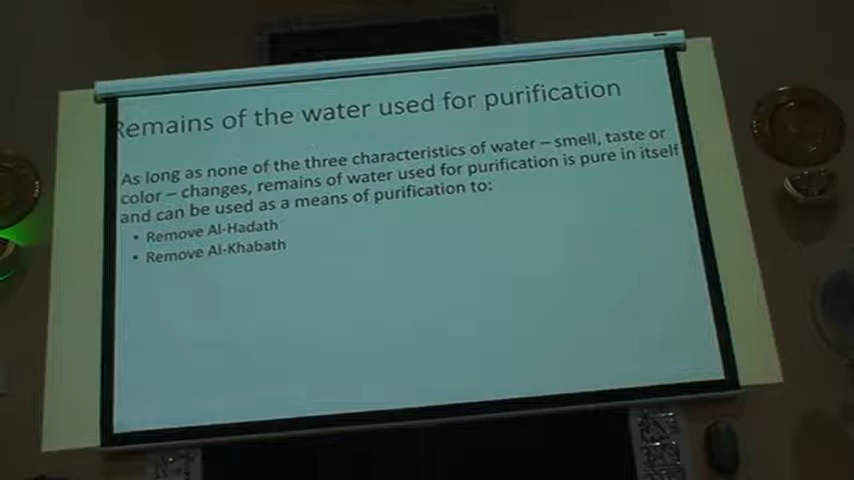 Remains of the water used for purification
As long as none of the three characteristics of water – smell, taste or
color – changes, remains of water used for purification is pure in itself
and can be used as a means of purification to:
• Remove Al-Hadath
• Remove Al-Khabath